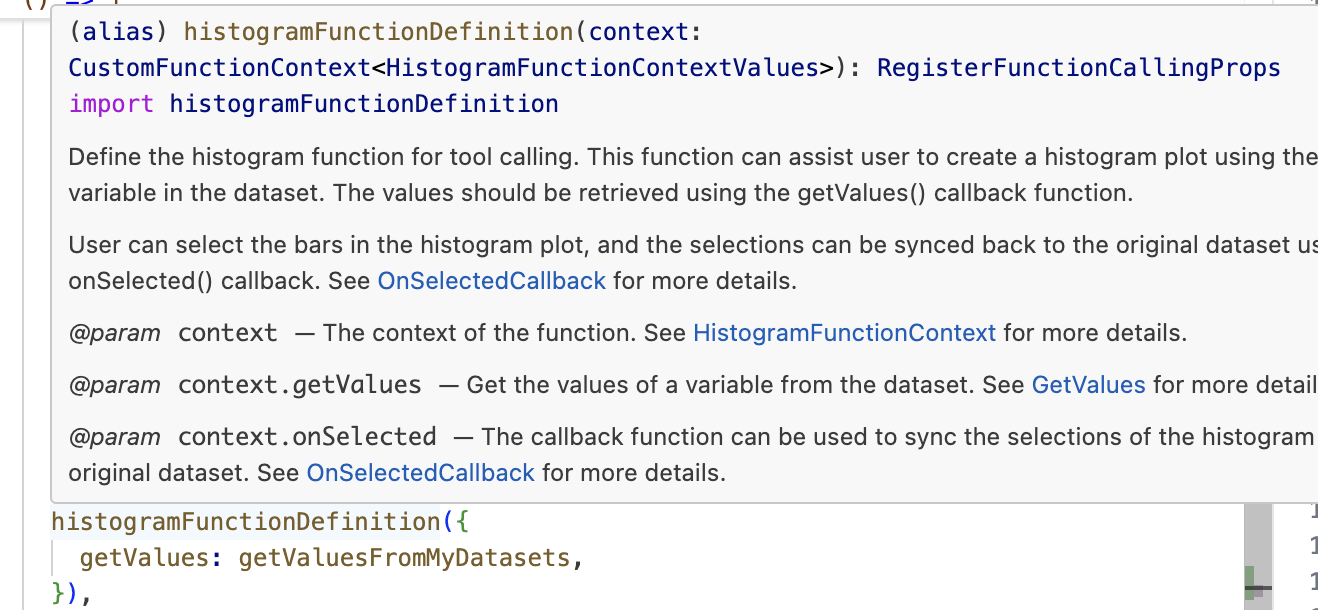 () =>
(alias) histogramFunctionDefinition(context:
CustomFunctionContext<HistogramFunctionContextValues>): RegisterFunctionCallingProps
import histogramFunctionDefinition
Define the histogram function for tool calling. This function can assist user to create a histogram plot using the
variable in the dataset. The values should be retrieved using the getValues() callback function.
User can select the bars in the histogram plot, and the selections can be synced back to the original dataset us
onSelected() callback. See OnSelectedCallback for more details.
@param context — The context of the function. See HistogramFunctionContext for more details.
@param context.getValues — Get the values of a variable from the dataset. See GetValues for more detail
@param context.onSelected — The callback function can be used to sync the selections of the histogram
original dataset. See OnSelectedCallback for more details.
histogramFunctionDefinition({
getValues: getValuesFromMyDatasets,
}),